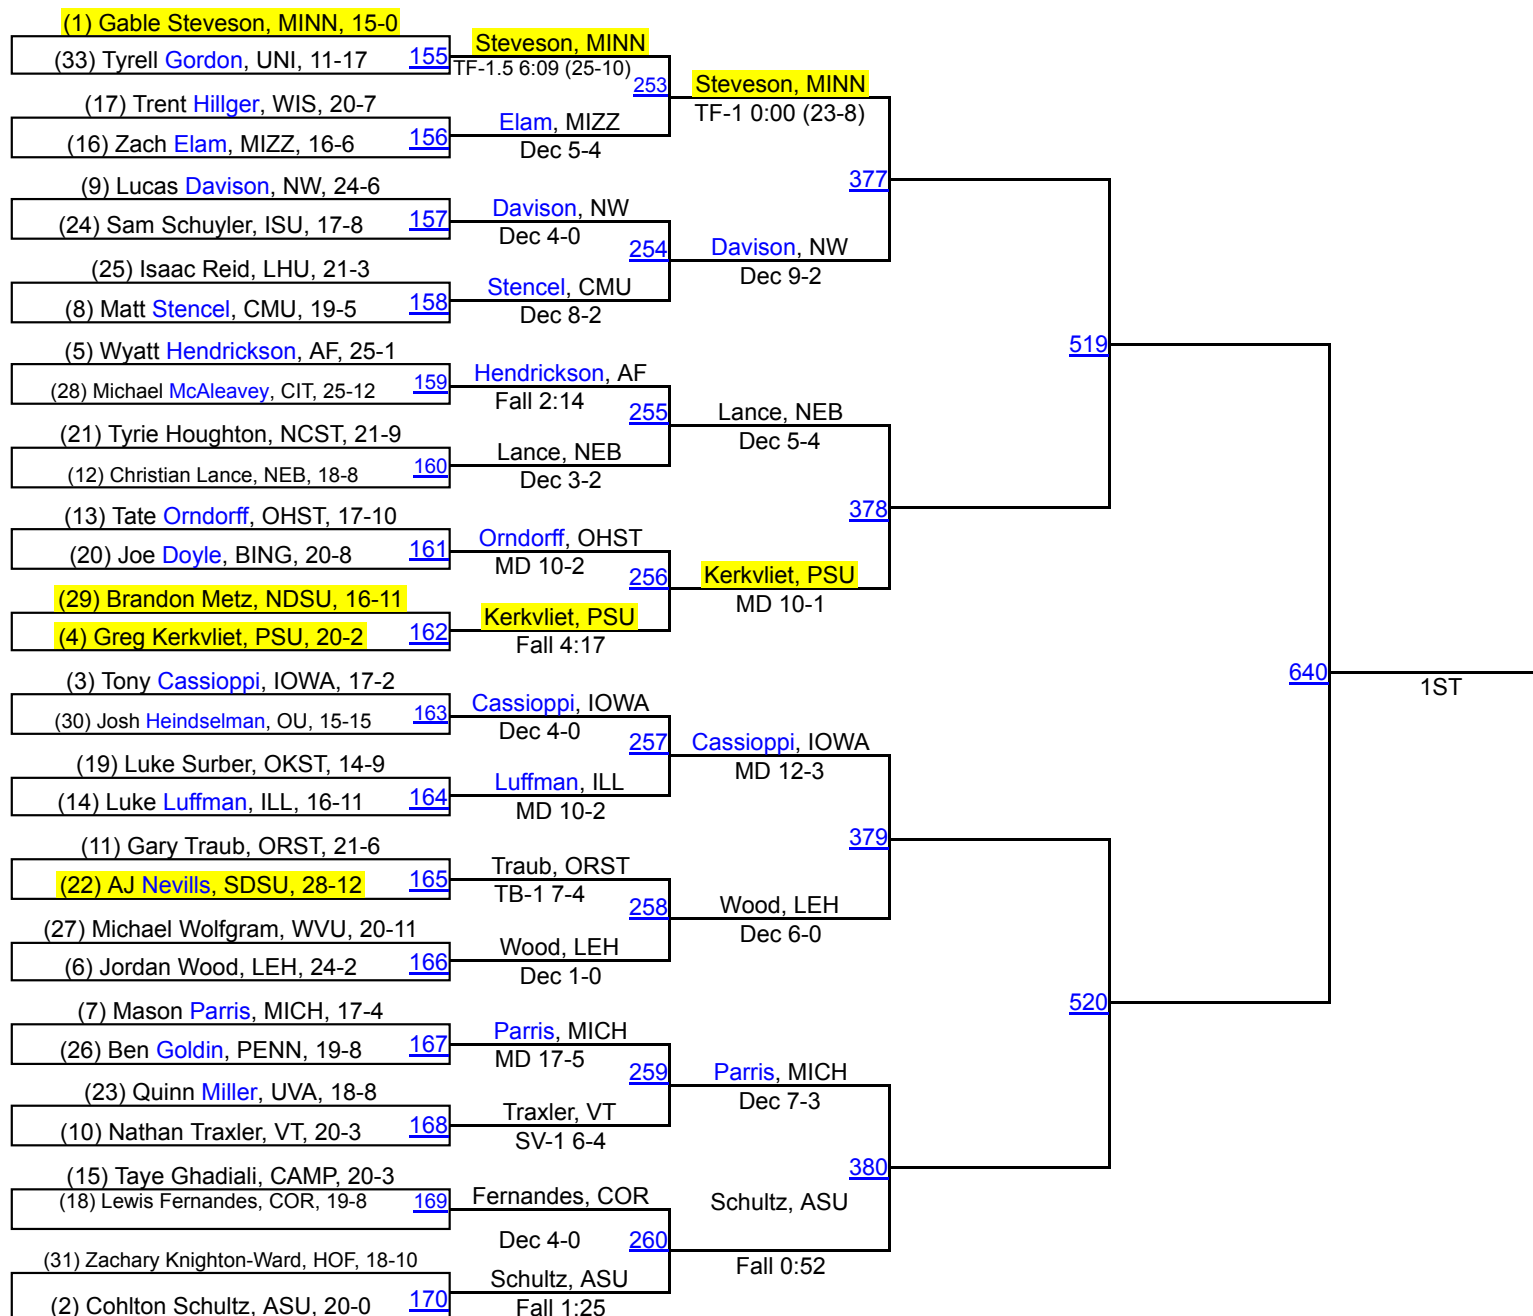 (1) Gable Steveson, MINN, 15-0
(33) Tyrell Gordon, UNI, 11-17
155
(17) Trent Hillger, WIS, 20-7
(16) Zach Elam, MIZZ, 16-6
156
(9) Lucas Davison, NW, 24-6
(24) Sam Schuyler, ISU, 17-8
157
(25) Isaac Reid, LHU, 21-3
(8) Matt Stencel, CMU, 19-5
158
(5) Wyatt Hendrickson, AF, 25-1
(28) Michael McAleavey, CIT, 25-12
159
(21) Tyrie Houghton, NCST, 21-9
(12) Christian Lance, NEB, 18-8
160
(13) Tate Orndorff, OHST, 17-10
(20) Joe Doyle, BING, 20-8
161
(29) Brandon Metz, NDSU, 16-11
(4) Greg Kerkvliet, PSU, 20-2
162
(3) Tony Cassioppi, IOWA, 17-2
(30) Josh Heindselman, OU, 15-15
163
(19) Luke Surber, OKST, 14-9
(14) Luke Luffman, ILL, 16-11
164
(11) Gary Traub, ORST, 21-6
(22) AJ Nevills, SDSU, 28-12
165
(27) Michael Wolfgram, WVU, 20-11
(6) Jordan Wood, LEH, 24-2
166
(7) Mason Parris, MICH, 17-4
(26) Ben Goldin, PENN, 19-8
167
(23) Quinn Miller, UVA, 18-8
(10) Nathan Traxler, VT, 20-3
168
(15) Taye Ghadiali, CAMP, 20-3
(18) Lewis Fernandes, COR, 19-8
169
(31) Zachary Knighton-Ward, HOF, 18-10
(2) Cohlton Schultz, ASU, 20-0
170
Steveson, MINN
TF-1.5 6:09 (25-10)
253
Elam, MIZZ
Dec 5-4
Davison, NW
Dec 4-0
254
Stencel, CMU
Dec 8-2
Hendrickson, AF
Fall 2:14
255
Lance, NEB
Dec 3-2
Orndorff, OHST
MD 10-2
256
Kerkvliet, PSU
Fall 4:17
Cassioppi, IOWA
Dec 4-0
257
Luffman, ILL
MD 10-2
Traub, ORST
TB-1 7-4
258
Wood, LEH
Dec 1-0
Parris, MICH
MD 17-5
259
Traxler, VT
SV-1 6-4
Fernandes, COR
Dec 4-0
260
Schultz, ASU
Fall 1:25
Steveson, MINN
TF-1 0:00 (23-8)
377
Davison, NW
Dec 9-2
Lance, NEB
Dec 5-4
378
Kerkvliet, PSU
MD 10-1
Cassioppi, IOWA
MD 12-3
379
Wood, LEH
Dec 6-0
Parris, MICH
Dec 7-3
380
Schultz, ASU
Fall 0:52
519
520
640
1ST